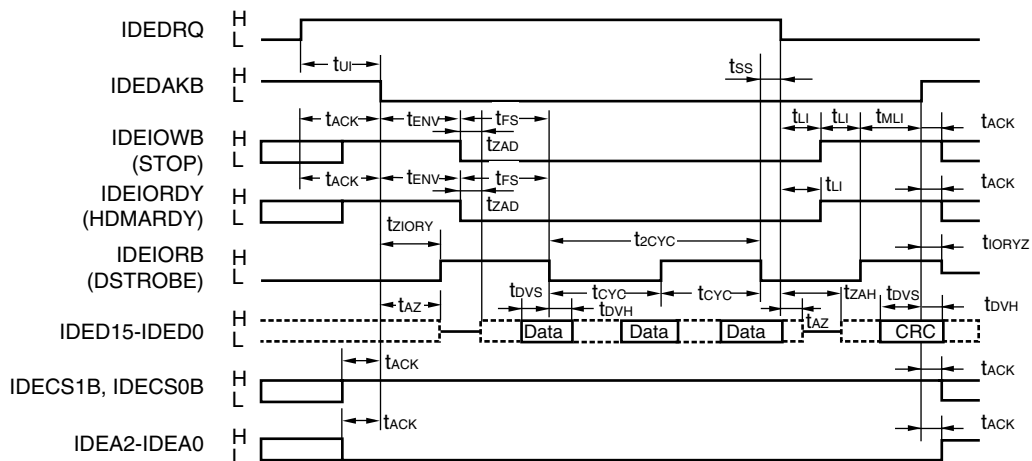 IDEDRQ H
L
tUI tSS
IDEDAKB H
L
tACK tENV tFS tLI tLI tMLI tACK
IDEIOWB H
(STOP) L
tZAD
tACK tENV tFS tLI tACK
IDEIORDY H
(HDMARDY) L
tZAD
tZIORY t2CYC tIORYZ
IDEIORB H
(DSTROBE) L
tAZ tDVS tCYC tCYC tZAH tDVS
tDVH tAZ tDVH
IDED15-IDED0 H
L
Data Data Data CRC
tACK tACK
IDECS1B, IDECS0B H
L
tACK tACK
IDEA2-IDEA0 H
L